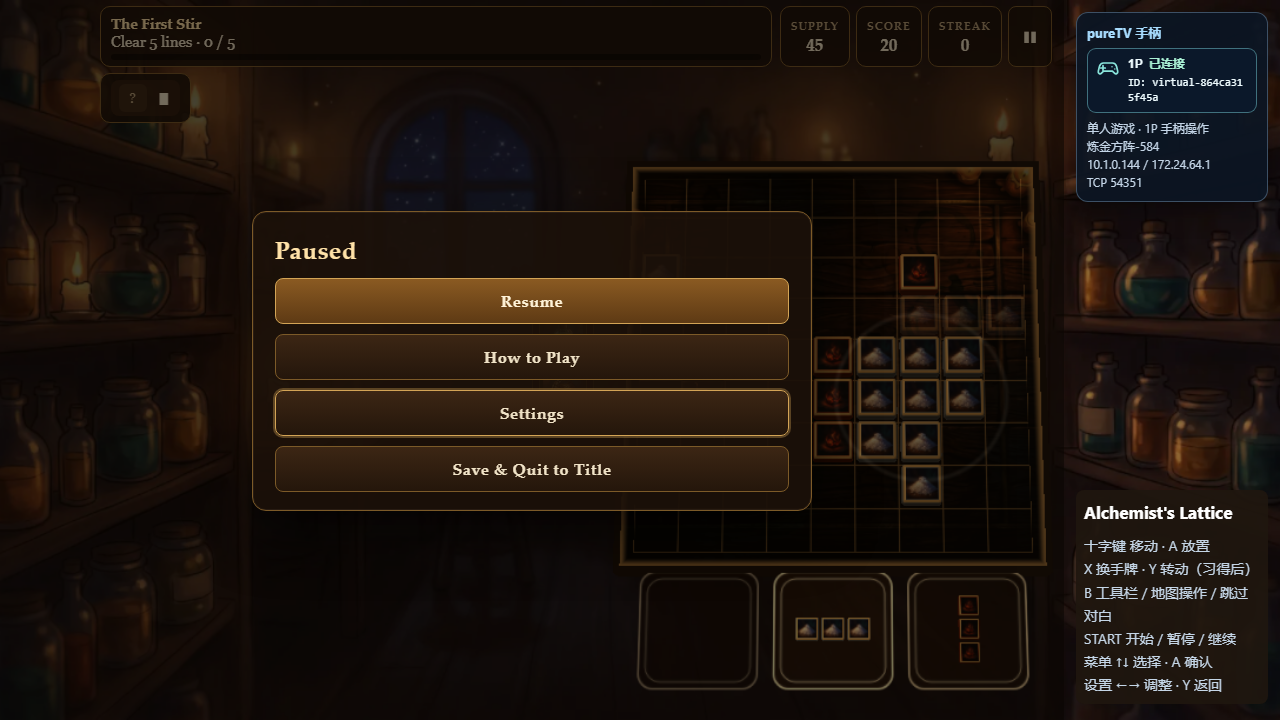 The First Stir
Clear 5 lines · 0 / 5
SUPPLY
45
SCORE
20
STREAK
0
?
Paused
Resume
How to Play
Settings
Save & Quit to Title
pureTV 手柄
1P 已连接
ID: virtual-864ca31
5f45a
单人游戏 · 1P 手柄操作
炼金方阵-584
10.1.0.144 / 172.24.64.1
TCP 54351
Alchemist's Lattice
十字键 移动 · A 放置
X 换手牌 · Y 转动（习得后）
B 工具栏 / 地图操作 / 跳过
对白
START 开始 / 暂停 / 继续
菜单 ↑↓ 选择 · A 确认
设置 ←→ 调整 · Y 返回